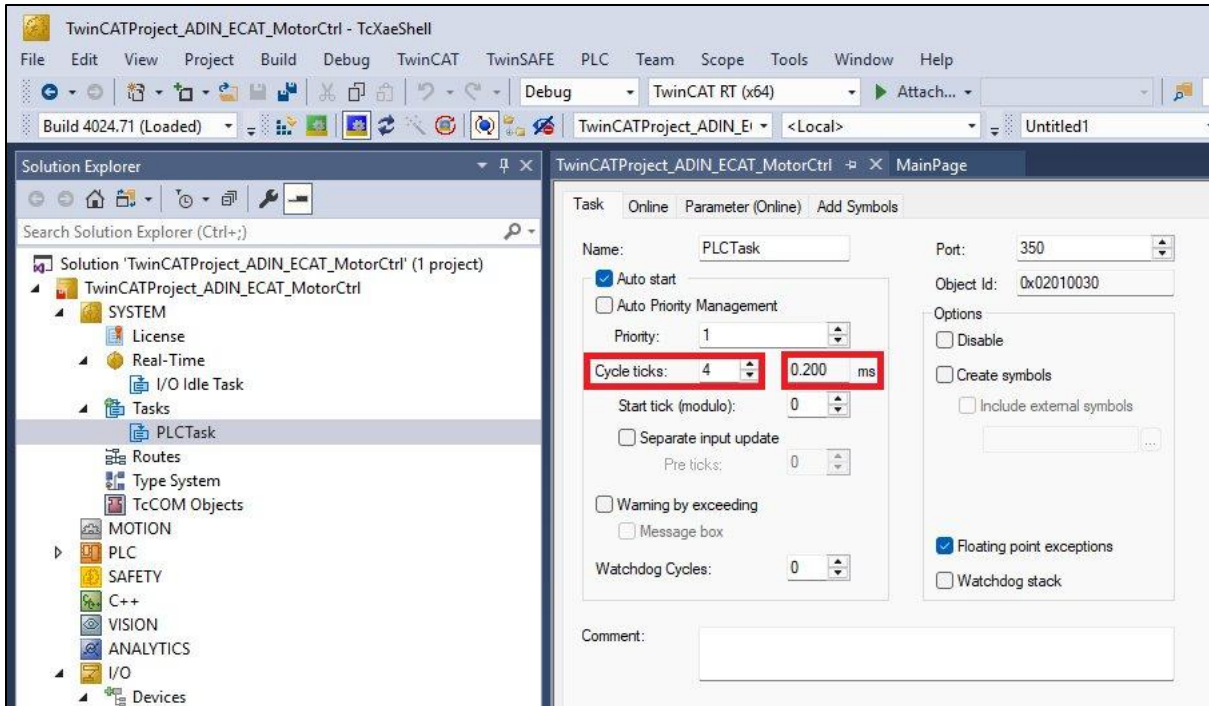 TwinCATProject_ADIN_ECAT_MotorCtrl - TcXaeShell
File Edit View Project Build Debug TwinCAT TwinSAFE PLC Team Scope Tools Window Help
Debug TwinCAT RT (x64) Attach...
Build 4024.71 (Loaded) TwinCATProject_ADIN_E <Local> Untitled1
Solution Explorer
Search Solution Explorer (Ctrl+;)
Solution 'TwinCATProject_ADIN_ECAT_MotorCtrl' (1 project)
TwinCATProject_ADIN_ECAT_MotorCtrl
SYSTEM
License
Real-Time
I/O Idle Task
Tasks
PLCTask
Routes
Type System
TcCOM Objects
MOTION
PLC
SAFETY
C++
VISION
ANALYTICS
I/O
Devices
TwinCATProject_ADIN_ECAT_MotorCtrl MainPage
Task Online Parameter (Online) Add Symbols
Name: PLCTask
Auto start
Auto Priority Management
Priority: 1
Cycle ticks: 4 0.200 ms
Start tick (modulo): 0
Separate input update
Pre ticks: 0
Warning by exceeding
Message box
Watchdog Cycles: 0
Port: 350
Object Id: 0x02010030
Options
Disable
Create symbols
Include external symbols
...
Floating point exceptions
Watchdog stack
Comment: